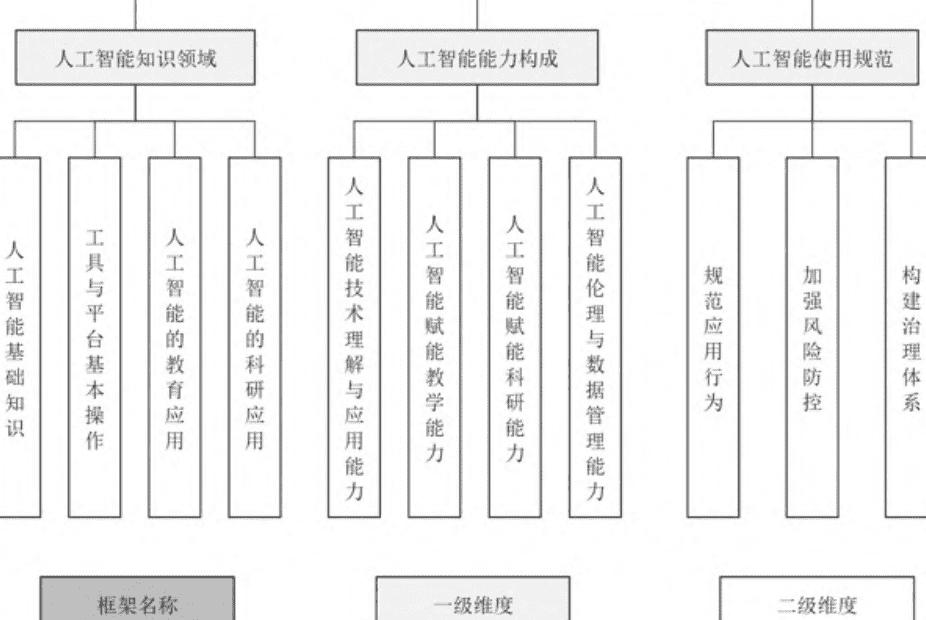 人工智能知识领域
人工智能能力构成
人工智能使用规范
人工智能基础知识
工具与平台基本操作
人工智能的教育应用
人工智能的科研应用
人工智能技术理解与应用能力
人工智能赋能教学能力
人工智能赋能科研能力
人工智能伦理与数据管理能力
规范应用行为
加强风险防控
构建治理体系
框架名称
一级维度
二级维度